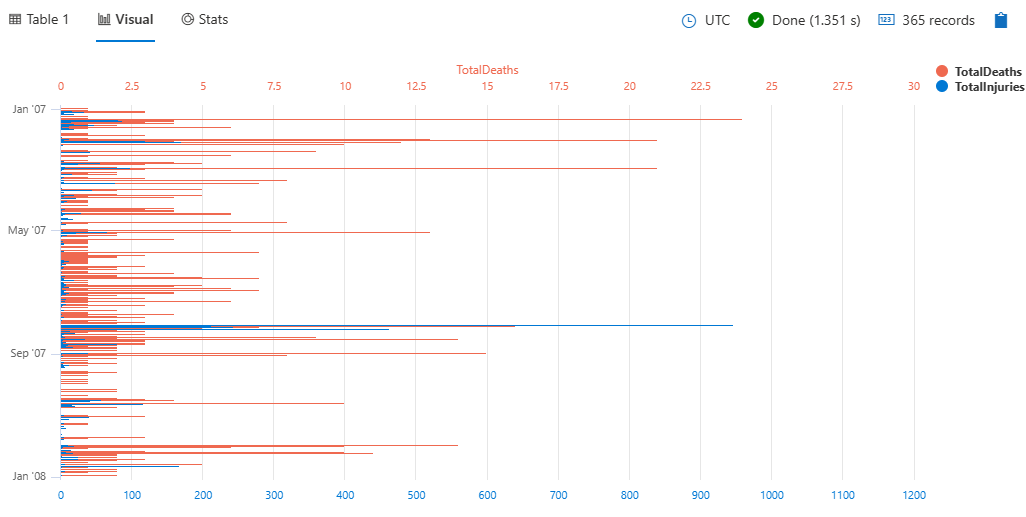 Table 1 Visual Stats UTC Done (1.351 s) 123 365 records
TotalDeaths
0 2.5 5 7.5 10 12.5 15 17.5 20 22.5 25 27.5 30
TotalDeaths
TotalInjuries
Jan '07
May '07
Sep '07
Jan '08
0 100 200 300 400 500 600 700 800 900 1000 1100 1200